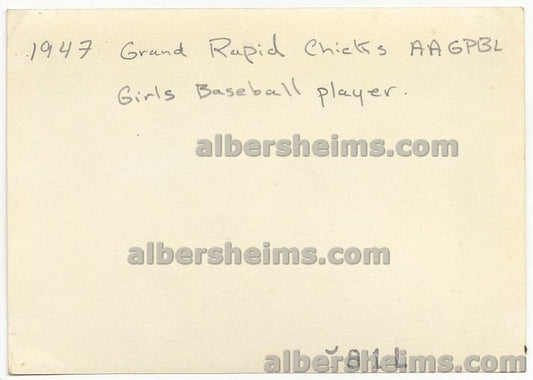 1947 Grand Rapid Chicks AAGPBL
Girls Baseball player.
albersheims.com
albersheims.com
albersheims.com